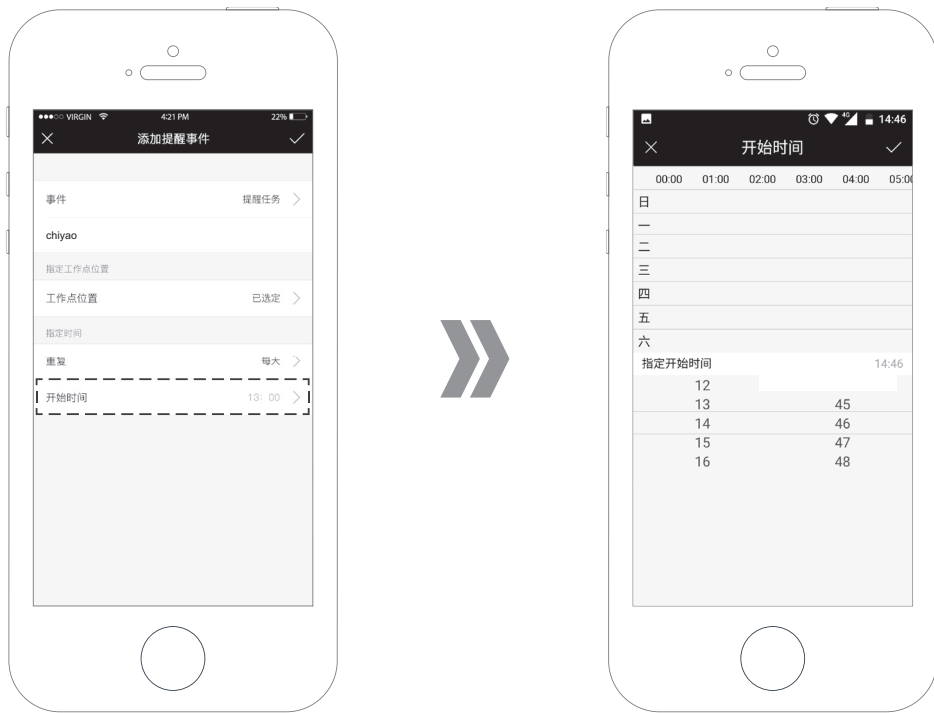 VIRGIN 4:21 PM 22%
添加提醒事件
事件 提醒任务
chiyao
指定工作点位置
工作点位置 已选定
指定时间
重复 每大
开始时间 13: 00
4G 14:46
开始时间
00:00 01:00 02:00 03:00 04:00 05:00
日
一
二
三
四
五
六
指定开始时间 14:46
12
13 45
14 46
15 47
16 48